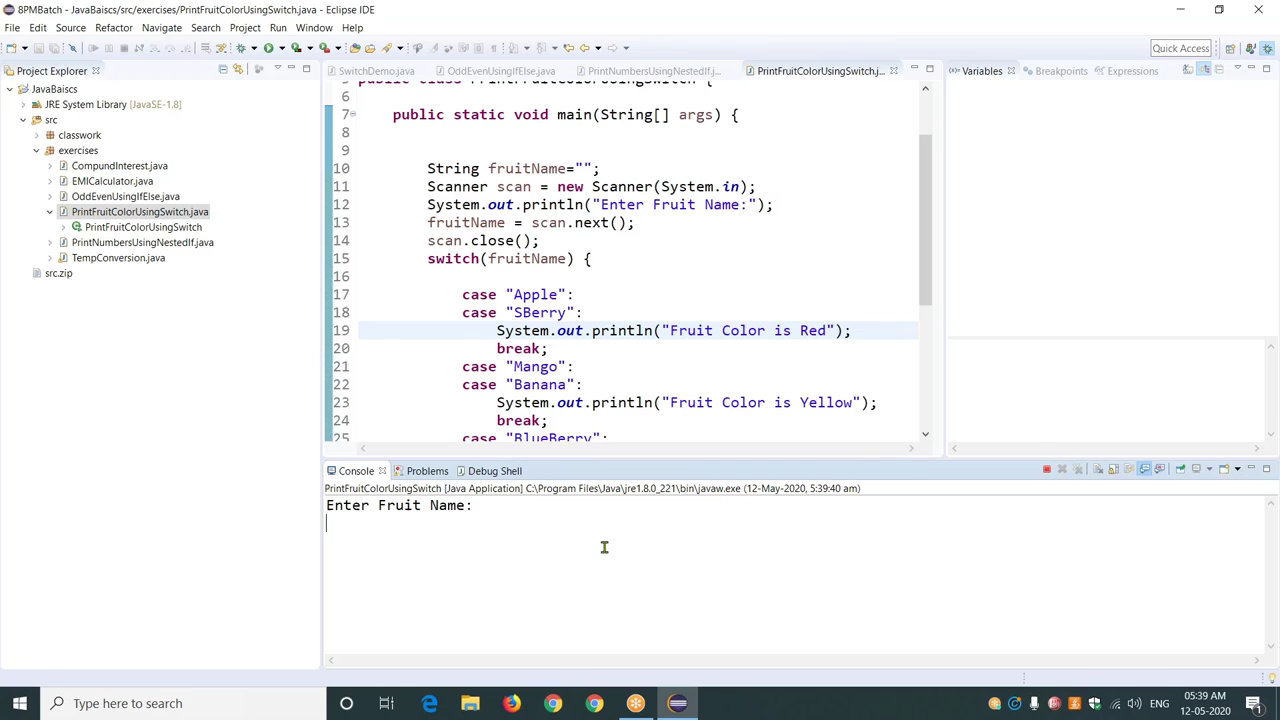 8PMBatch - JavaBaiscs/src/exercises/PrintFruitColorUsingSwitch.java - Eclipse IDE
File Edit Source Refactor Navigate Search Project Run Window Help
Quick Access
Project Explorer
SwitchDemo.java
OddEvenUsingIfElse.java
PrintNumbersUsingNestedIf.j...
PrintFruitColorUsingSwitch.j...
Variables
Breakpoints
Expressions
JavaBaiscs
JRE System Library [JavaSE-1.8]
src
classwork
exercises
CompundInterest.java
EMICalculator.java
OddEvenUsingIfElse.java
PrintFruitColorUsingSwitch.java
PrintFruitColorUsingSwitch
PrintNumbersUsingNestedIf.java
TempConversion.java
src.zip
public class PrintFruitColorUsingSwitch {
6
7 public static void main(String[] args) {
8
9
10 String fruitName="";
11 Scanner scan = new Scanner(System.in);
12 System.out.println("Enter Fruit Name:");
13 fruitName = scan.next();
14 scan.close();
15 switch(fruitName) {
16
17 case "Apple":
18 case "SBerry":
19 System.out.println("Fruit Color is Red");
20 break;
21 case "Mango":
22 case "Banana":
23 System.out.println("Fruit Color is Yellow");
24 break;
25 case "BlueBerry":
Console
Problems
Debug Shell
PrintFruitColorUsingSwitch [Java Application] C:\Program Files\Java\jre1.8.0_221\bin\javaw.exe (12-May-2020, 5:39:40 am)
Enter Fruit Name:
Type here to search
ENG
05:39 AM
12-05-2020
1